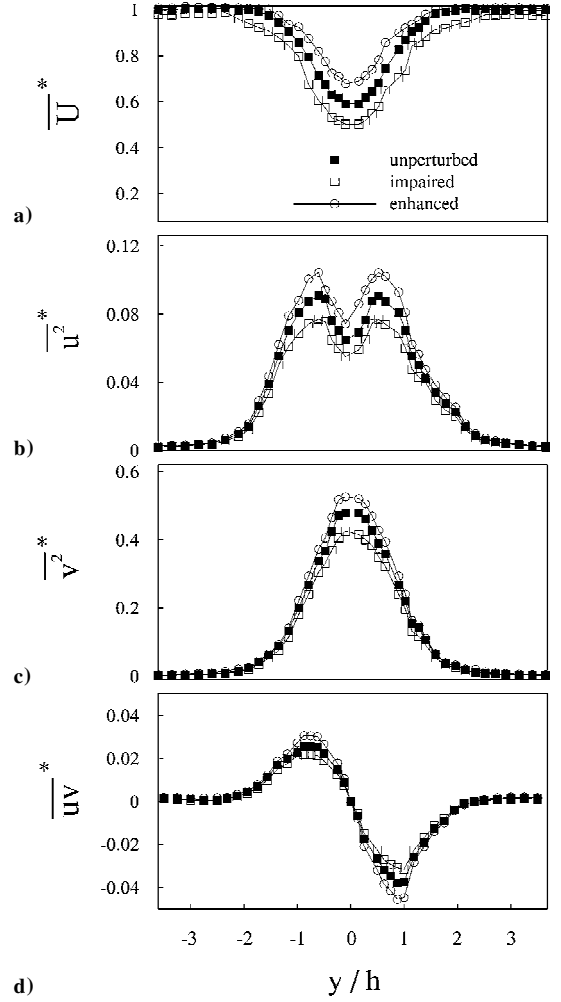 1
0.8
0.6
0.4
0.2
U*
unperturbed
impaired
enhanced
a)
0.12
0.08
0.04
0
u²*
b)
0.6
0.4
0.2
0
v²*
c)
0.04
0.02
0
-0.02
-0.04
uv*
-3 -2 -1 0 1 2 3
y / h
d)